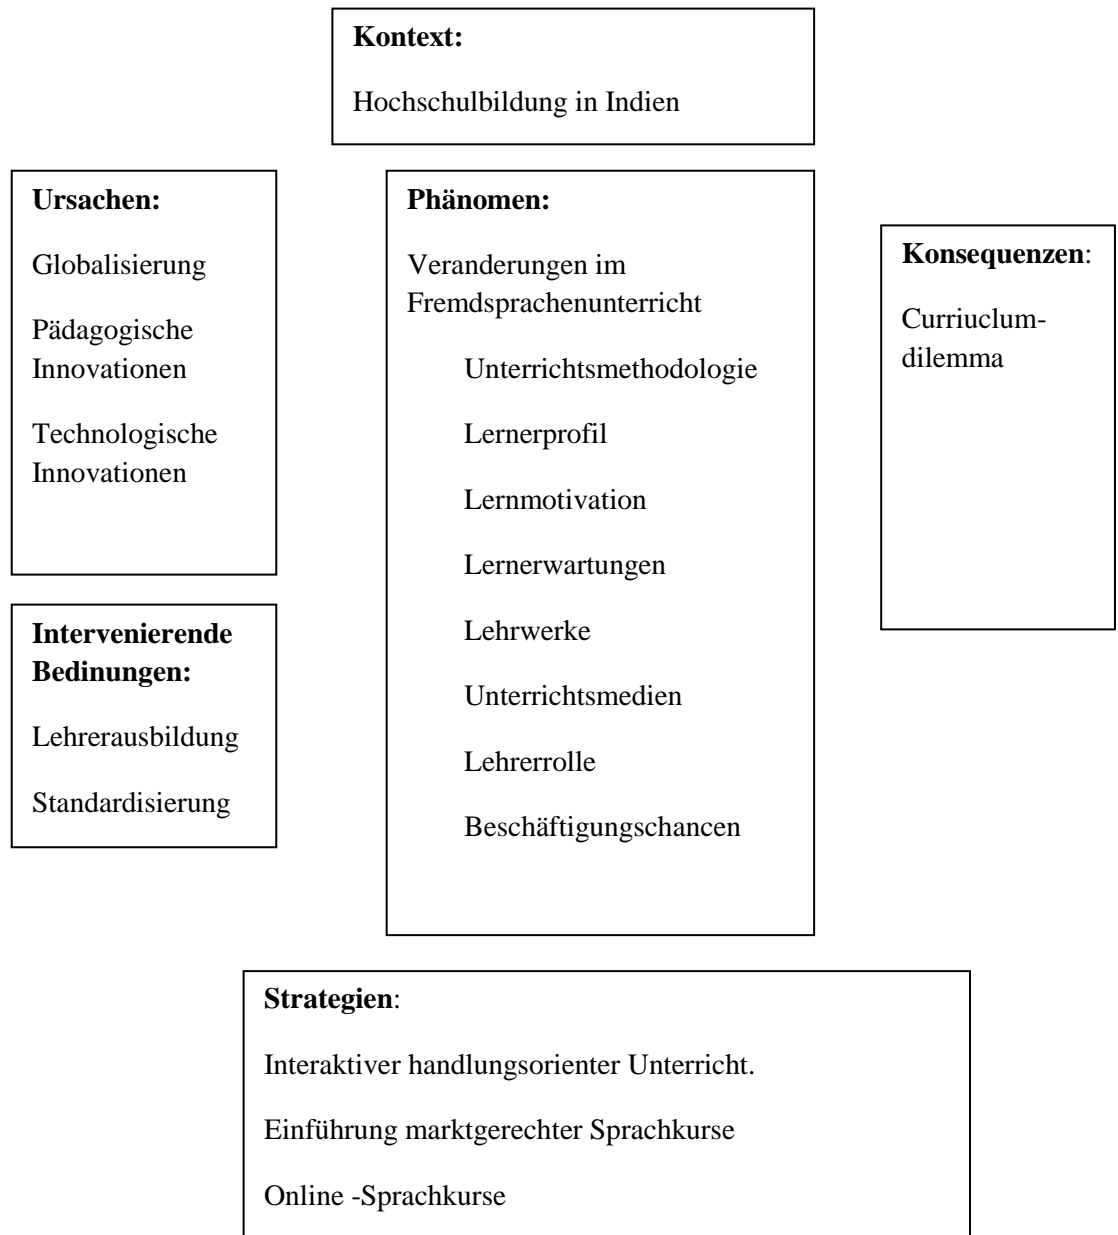 Kontext:
Hochschulbildung in Indien
Ursachen:
Globalisierung
Pädagogische
Innovationen
Technologische
Innovationen
Phänomen:
Veranderungen im
Fremdsprachenunterricht
Unterrichtsmethodologie
Lernerprofil
Lernmotivation
Lernerwartungen
Lehrwerke
Unterrichtsmedien
Lehrerrolle
Beschäftigungschancen
Konsequenzen:
Curriuclum-
dilemma
Intervenierende
Bedinungen:
Lehrerausbildung
Standardisierung
Strategien:
Interaktiver handlungsorienter Unterricht.
Einführung marktgerechter Sprachkurse
Online -Sprachkurse